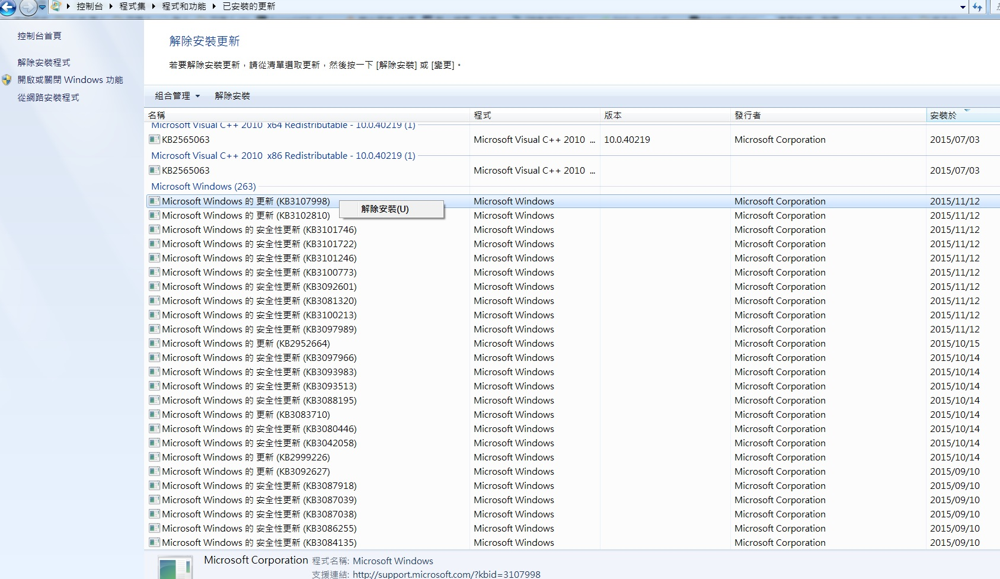 控制台 ▸ 程式集 ▸ 程式和功能 ▸ 已安裝的更新
控制台首頁
解除安裝程式
開啟或關閉 Windows 功能
從網路安裝程式
解除安裝更新
若要解除安裝更新，請從清單選取更新，然後按一下 [解除安裝] 或 [變更]。
組合管理 解除安裝
名稱 程式 版本 發行者 安裝於
Microsoft Visual C++ 2010 x64 Redistributable - 10.0.40219 (1)
KB2565063 Microsoft Visual C++ 2010 ... 10.0.40219 Microsoft Corporation 2015/07/03
Microsoft Visual C++ 2010 x86 Redistributable - 10.0.40219 (1)
KB2565063 Microsoft Visual C++ 2010 ... 2015/07/03
Microsoft Windows (263)
Microsoft Windows 的 更新 (KB3107998) Microsoft Windows Microsoft Corporation 2015/11/12
解除安裝(U)
Microsoft Windows 的 更新 (KB3102810) Microsoft Windows Microsoft Corporation 2015/11/12
Microsoft Windows 的 安全性更新 (KB3101746) Microsoft Windows Microsoft Corporation 2015/11/12
Microsoft Windows 的 安全性更新 (KB3101722) Microsoft Windows Microsoft Corporation 2015/11/12
Microsoft Windows 的 安全性更新 (KB3101246) Microsoft Windows Microsoft Corporation 2015/11/12
Microsoft Windows 的 安全性更新 (KB3100773) Microsoft Windows Microsoft Corporation 2015/11/12
Microsoft Windows 的 安全性更新 (KB3092601) Microsoft Windows Microsoft Corporation 2015/11/12
Microsoft Windows 的 安全性更新 (KB3081320) Microsoft Windows Microsoft Corporation 2015/11/12
Microsoft Windows 的 安全性更新 (KB3100213) Microsoft Windows Microsoft Corporation 2015/11/12
Microsoft Windows 的 安全性更新 (KB3097989) Microsoft Windows Microsoft Corporation 2015/11/12
Microsoft Windows 的 更新 (KB2952664) Microsoft Windows Microsoft Corporation 2015/10/15
Microsoft Windows 的 安全性更新 (KB3097966) Microsoft Windows Microsoft Corporation 2015/10/14
Microsoft Windows 的 安全性更新 (KB3093983) Microsoft Windows Microsoft Corporation 2015/10/14
Microsoft Windows 的 安全性更新 (KB3093513) Microsoft Windows Microsoft Corporation 2015/10/14
Microsoft Windows 的 安全性更新 (KB3088195) Microsoft Windows Microsoft Corporation 2015/10/14
Microsoft Windows 的 更新 (KB3083710) Microsoft Windows Microsoft Corporation 2015/10/14
Microsoft Windows 的 安全性更新 (KB3080446) Microsoft Windows Microsoft Corporation 2015/10/14
Microsoft Windows 的 安全性更新 (KB3042058) Microsoft Windows Microsoft Corporation 2015/10/14
Microsoft Windows 的 更新 (KB2999226) Microsoft Windows Microsoft Corporation 2015/10/14
Microsoft Windows 的 更新 (KB3092627) Microsoft Windows Microsoft Corporation 2015/09/10
Microsoft Windows 的 安全性更新 (KB3087918) Microsoft Windows Microsoft Corporation 2015/09/10
Microsoft Windows 的 安全性更新 (KB3087039) Microsoft Windows Microsoft Corporation 2015/09/10
Microsoft Windows 的 安全性更新 (KB3087038) Microsoft Windows Microsoft Corporation 2015/09/10
Microsoft Windows 的 安全性更新 (KB3086255) Microsoft Windows Microsoft Corporation 2015/09/10
Microsoft Windows 的 安全性更新 (KB3084135) Microsoft Windows Microsoft Corporation 2015/09/10
Microsoft Corporation 程式名稱: Microsoft Windows
支援連結: http://support.microsoft.com/?kbid=3107998